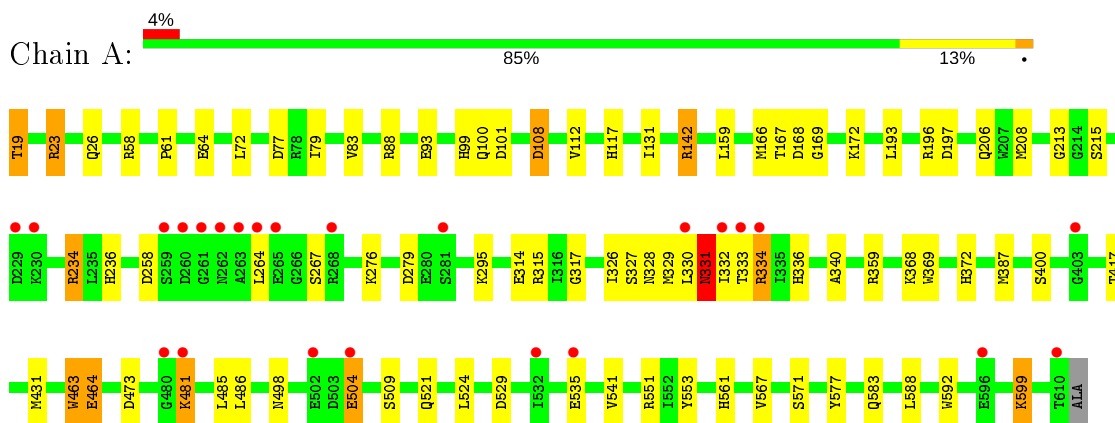 4%
Chain A:
85%
13%
•
T19 R23 Q26 R58 P61 E64 L72 D77 R78 I79 V83 R88 E93 H99 Q100 D101 D108 V112 H117 I131 R142 L159 M166 T167 D168 G169 K172 L193 R196 D197 Q206 W207 M208 G213 G214 S215
D229 K230 R234 L235 H236 D258 S259 D260 G261 N262 A263 L264 E265 G266 S267 R268 K276 D279 E280 S281 K295 E314 R315 I316 G317 I326 S327 N328 M329 L330 N331 I332 T333 R334 I335 H336 A340 R359 K368 W369 H372 M387 S400 G403 T417
M431 W463 E464 D473 G480 K481 L485 L486 N498 E502 D503 E504 S509 Q521 L524 D529 I532 E535 V541 R551 I552 Y553 H561 V567 S571 Y577 Q583 L588 W592 E596 K599 T610 ALA